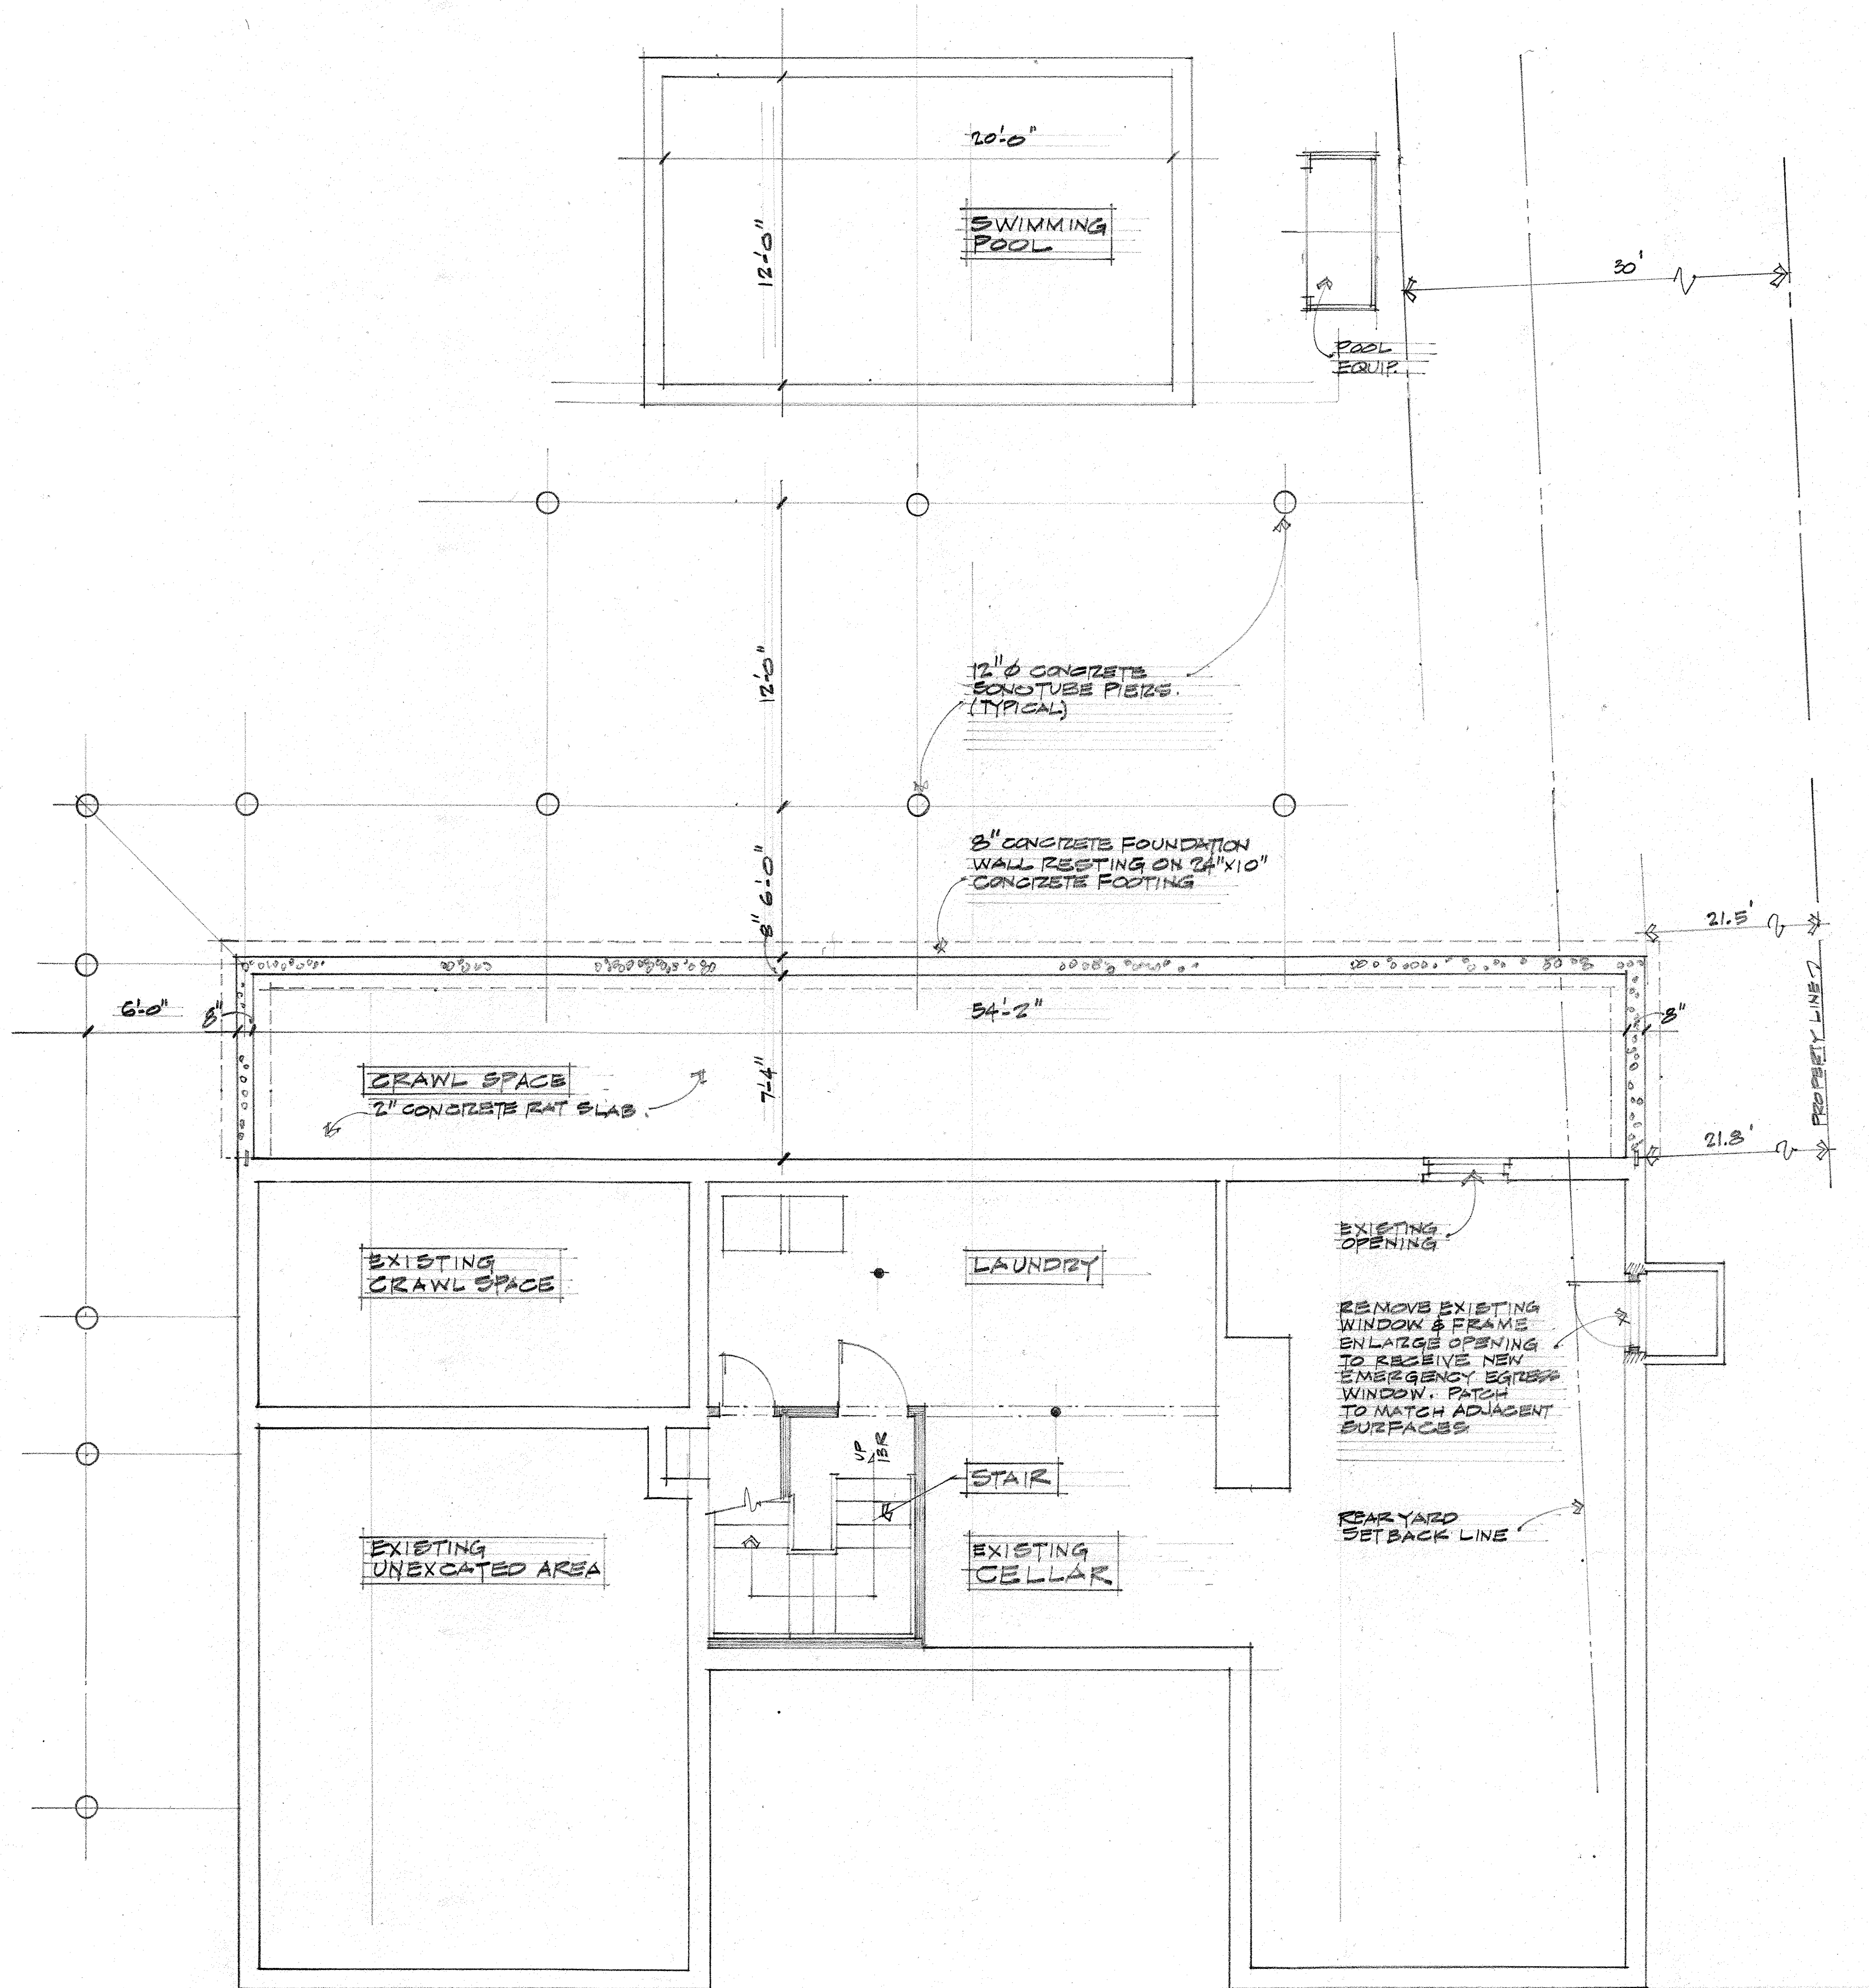 20'-0"
12'-0"
SWIMMING
POOL
30'
POOL
EQUIP.
12'-0"
12"Ø CONCRETE
SONOTUBE PIERS.
(TYPICAL)
6'-0"
8"
8" CONCRETE FOUNDATION
WALL RESTING ON 24"X10"
CONCRETE FOOTING
21.5'
6'-0"
8"
54'-2"
8"
PROPERTY LINE
7'-4"
CRAWL SPACE
2" CONCRETE RAT SLAB.
21.8'
EXISTING
OPENING
EXISTING
CRAWL SPACE
LAUNDRY
REMOVE EXISTING
WINDOW & FRAME
ENLARGE OPENING
TO RECEIVE NEW
EMERGENCY EGRESS
WINDOW. PATCH
TO MATCH ADJACENT
SURFACES
UP
13R
STAIR
REAR YARD
SETBACK LINE
EXISTING
UNEXCATED AREA
EXISTING
CELLAR